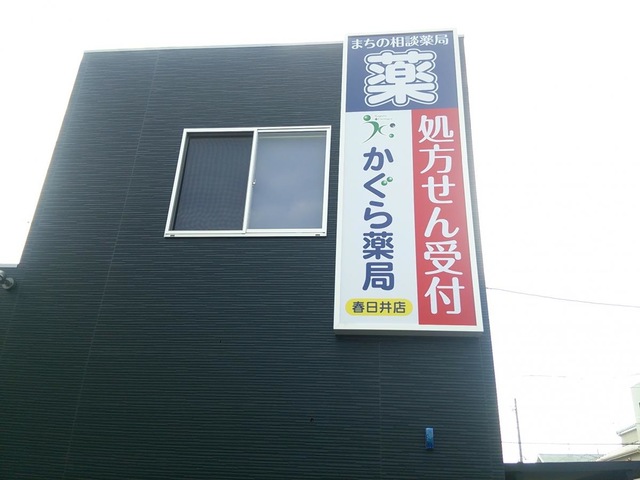 まちの相談薬局
薬
処方せん受付
かぐら薬局
春日井店